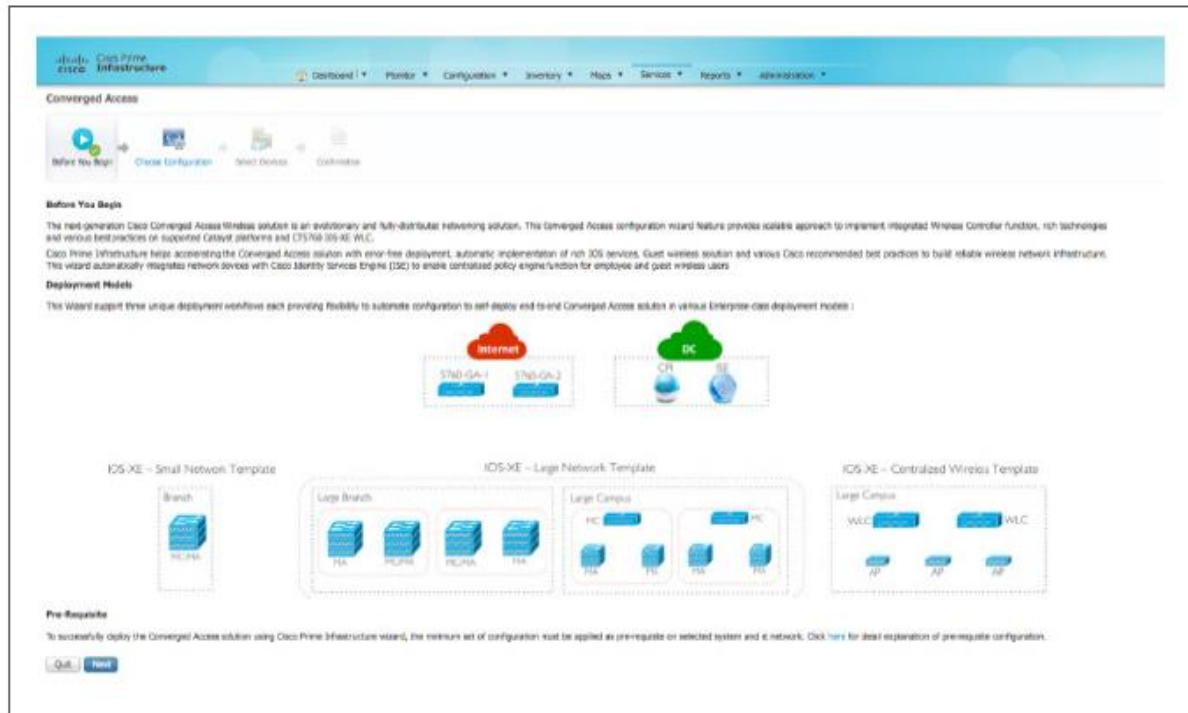 cisco Cisco Prime
Infrastructure
Dashboard Monitor Configuration Inventory Maps Services Reports Administration
Converged Access
Before You Begin Choose Configuration Select Devices Confirmation
Before You Begin
The next-generation Cisco Converged Access Wireless solution is an evolutionary and fully-distributed networking solution. This Converged Access configuration wizard feature provides scalable approach to implement integrated Wireless Controller function, rich technologies
and various best practices on supported Catalyst platforms and CT5760 IOS-XE WLC.
Cisco Prime Infrastructure helps accelerating the Converged Access solution with error-free deployment, automatic implementation of rich IOS services, Guest wireless solution and various Cisco recommended best practices to build reliable wireless network infrastructure.
This wizard automatically integrates network devices with Cisco Identity Services Engine (ISE) to enable centralized policy engine function for employee and guest wireless users
Deployment Models
This Wizard support three unique deployment workflows each providing flexibility to automate configuration to self-deploy end-to-end Converged Access solution in various Enterprise-class deployment models :
Internet DC
5760-GA-1 5760-GA-2 CPI ISE
IOS-XE – Small Network Template IOS-XE – Large Network Template IOS-XE – Centralized Wireless Template
Branch Large Branch Large Campus Large Campus
MC MC WLC WLC
MC/MA MA MC/MA MC/MA MA MA MA MA MA AP AP AP
Pre-Requisite
To successfully deploy the Converged Access solution using Cisco Prime Infrastructure wizard, the minimum set of configuration must be applied as pre-requisite on selected system and it network. Click here for detail explanation of pre-requisite configuration.
Quit Next